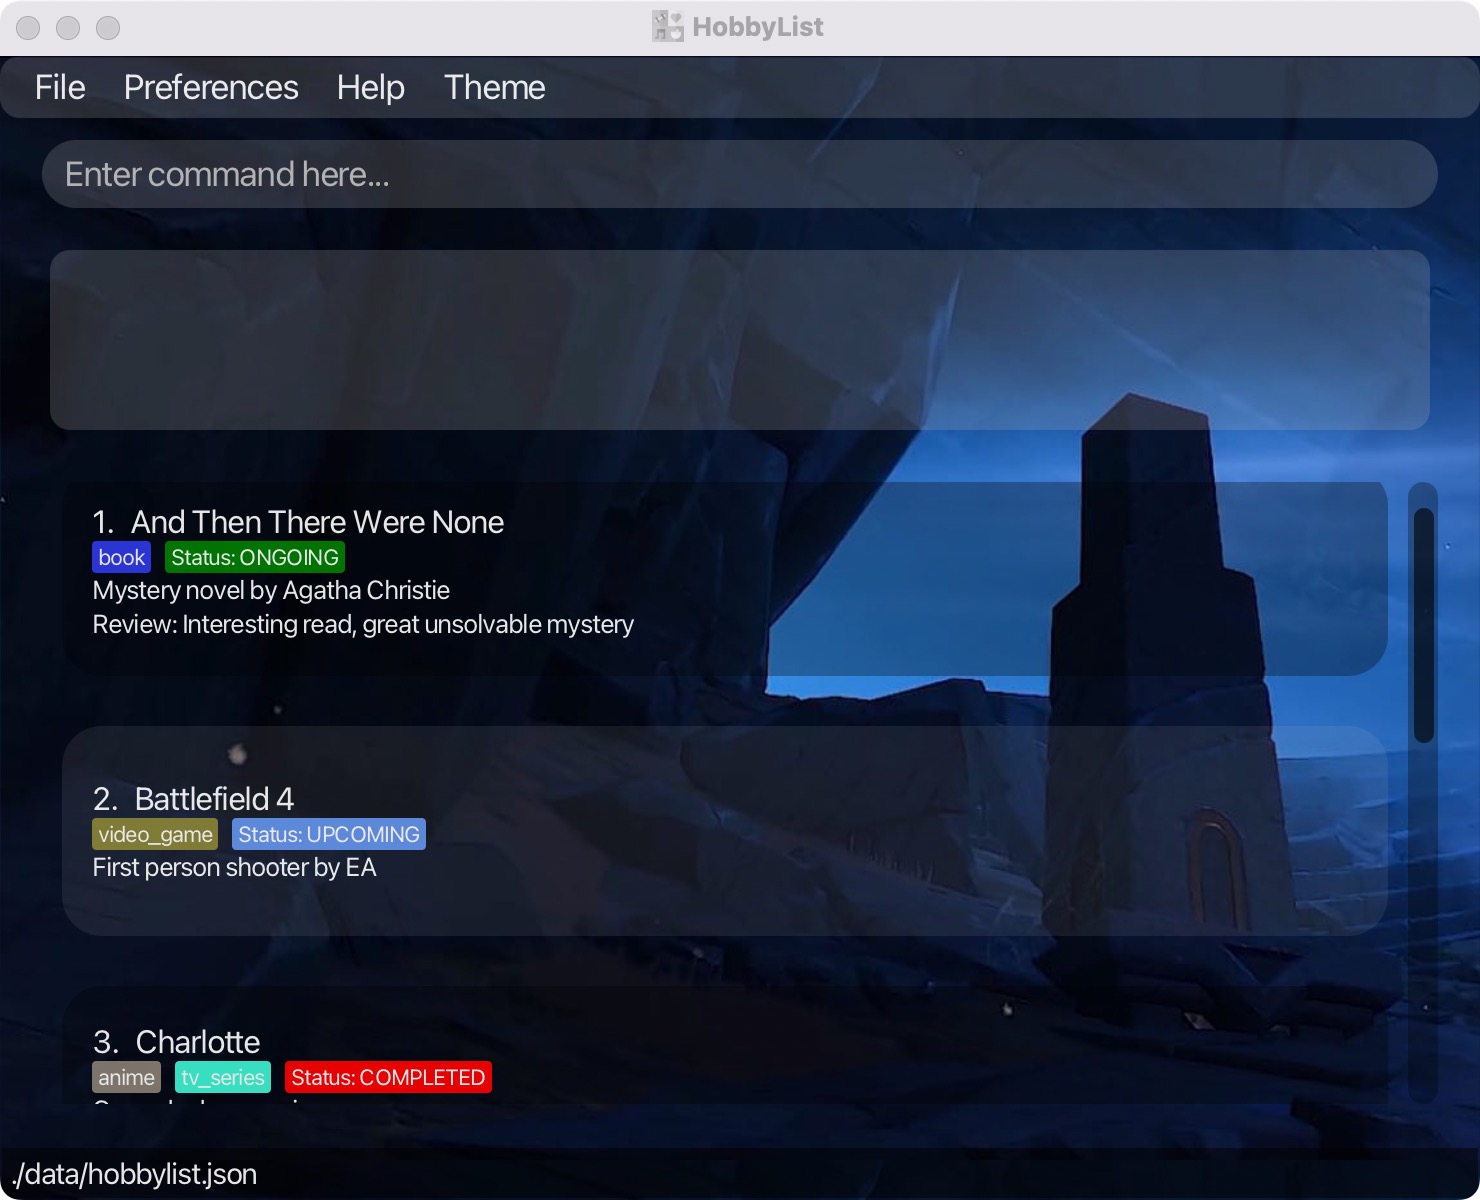 HobbyList
File Preferences Help Theme
Enter command here...
1. And Then There Were None
book Status: ONGOING
Mystery novel by Agatha Christie
Review: Interesting read, great unsolvable mystery
2. Battlefield 4
video_game Status: UPCOMING
First person shooter by EA
3. Charlotte
anime tv_series Status: COMPLETED
./data/hobbylist.json